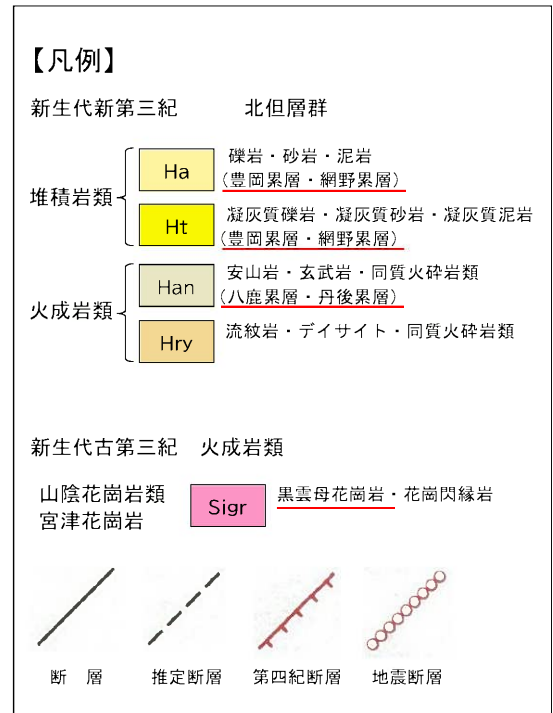 【凡例】
新生代新第三紀 北但層群
堆積岩類
Ha
礫岩・砂岩・泥岩
(豊岡累層・網野累層)
Ht
凝灰質礫岩・凝灰質砂岩・凝灰質泥岩
(豊岡累層・網野累層)
火成岩類
Han
安山岩・玄武岩・同質火砕岩類
(八鹿累層・丹後累層)
Hry
流紋岩・デイサイト・同質火砕岩類
新生代古第三紀 火成岩類
山陰花崗岩類
宮津花崗岩
Sigr
黒雲母花崗岩・花崗閃緑岩
断 層 推定断層 第四紀断層 地震断層